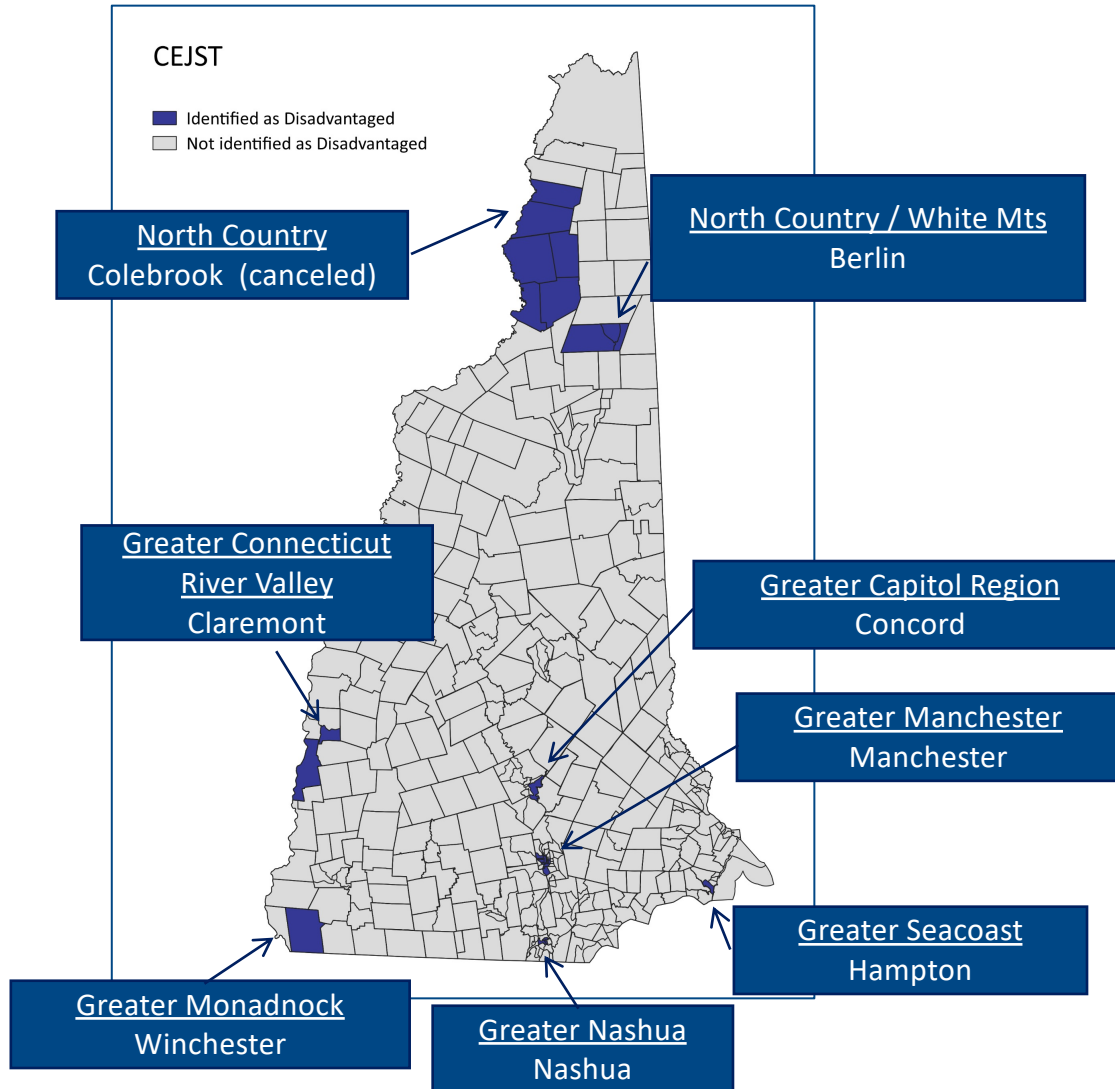 CEJST
Identified as Disadvantaged
Not identified as Disadvantaged
North Country
Colebrook (canceled)
North Country / White Mts
Berlin
Greater Connecticut
River Valley
Claremont
Greater Capitol Region
Concord
Greater Manchester
Manchester
Greater Seacoast
Hampton
Greater Monadnock
Winchester
Greater Nashua
Nashua